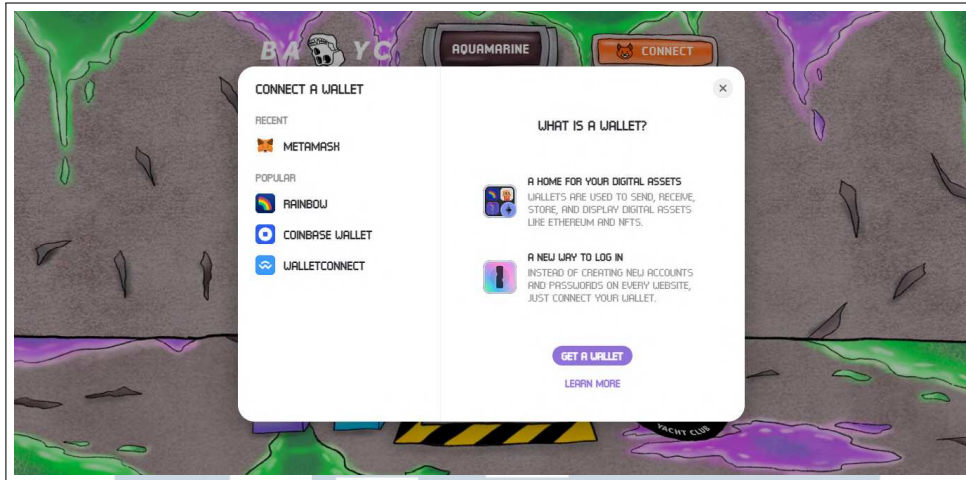 BA YC
AQUAMARINE
CONNECT
CONNECT A WALLET
RECENT
METAMASK
POPULAR
RAINBOW
COINBASE WALLET
WALLETCONNECT
WHAT IS A WALLET?
A HOME FOR YOUR DIGITAL ASSETS
WALLETS ARE USED TO SEND, RECEIVE,
STORE, AND DISPLAY DIGITAL ASSETS
LIKE ETHEREUM AND NFTS.
A NEW WAY TO LOG IN
INSTEAD OF CREATING NEW ACCOUNTS
AND PASSWORDS ON EVERY WEBSITE,
JUST CONNECT YOUR WALLET.
GET A WALLET
LEARN MORE
YACHT CLUB